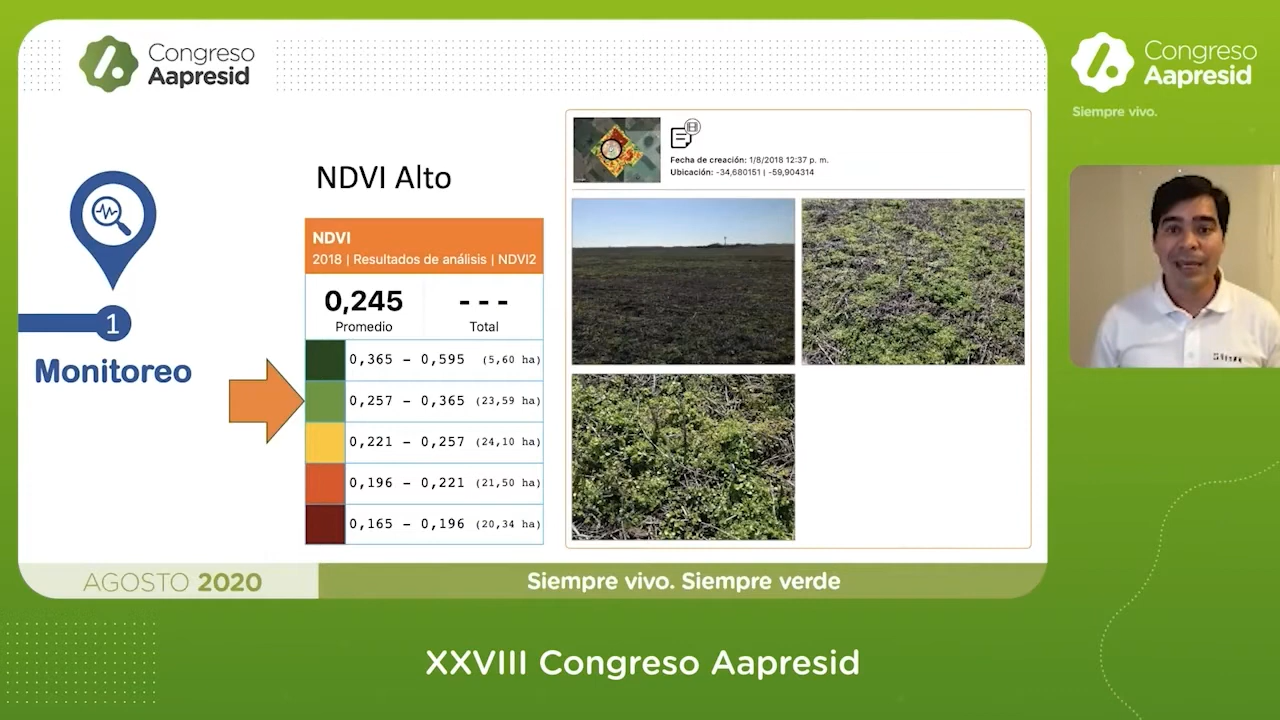 Congreso
Aapresid
Congreso
Aapresid
Siempre vivo.
NDVI Alto
NDVI
2018 | Resultados de análisis | NDVI2
0,245
Promedio
- - -
Total
0,365 – 0,595 (5,60 ha)
0,257 – 0,365 (23,59 ha)
0,221 – 0,257 (24,10 ha)
0,196 – 0,221 (21,50 ha)
0,165 – 0,196 (20,34 ha)
1
Monitoreo
Fecha de creación: 1/8/2018 12:37 p. m.
Ubicación: -34,680151 | -59,904314
AGOSTO 2020
Siempre vivo. Siempre verde
XXVIII Congreso Aapresid